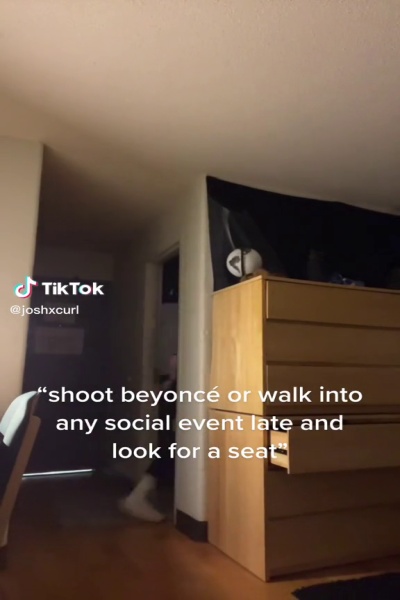 TikTok
@joshxcurl
“shoot beyoncé or walk into
any social event late and
look for a seat”